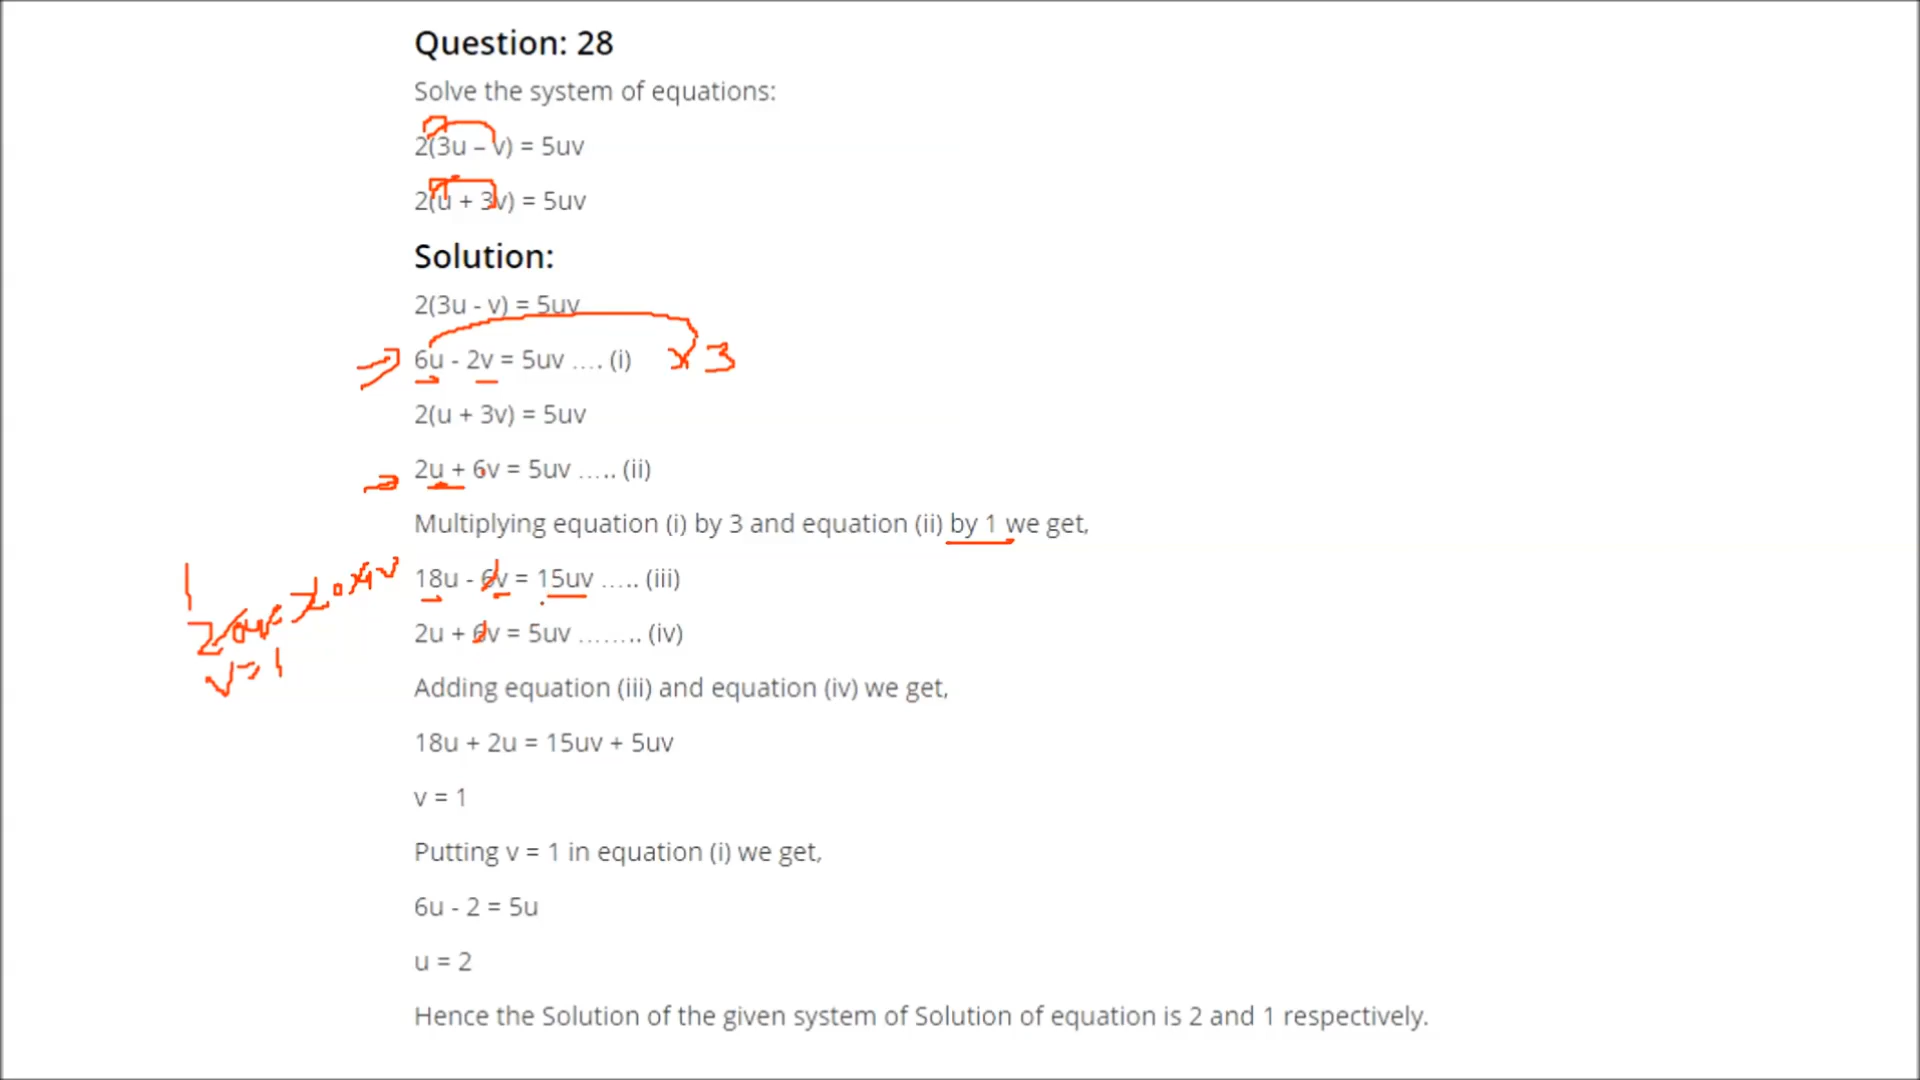 Question: 28
Solve the system of equations:
2(3u – v) = 5uv
2(u + 3v) = 5uv
Solution:
2(3u - v) = 5uv
6u - 2v = 5uv .... (i) x 3
2(u + 3v) = 5uv
2u + 6v = 5uv ..... (ii)
Multiplying equation (i) by 3 and equation (ii) by 1 we get,
18u - 6v = 15uv ..... (iii)
2u + 6v = 5uv ........ (iv)
v = 1
Adding equation (iii) and equation (iv) we get,
18u + 2u = 15uv + 5uv
v = 1
Putting v = 1 in equation (i) we get,
6u - 2 = 5u
u = 2
Hence the Solution of the given system of Solution of equation is 2 and 1 respectively.